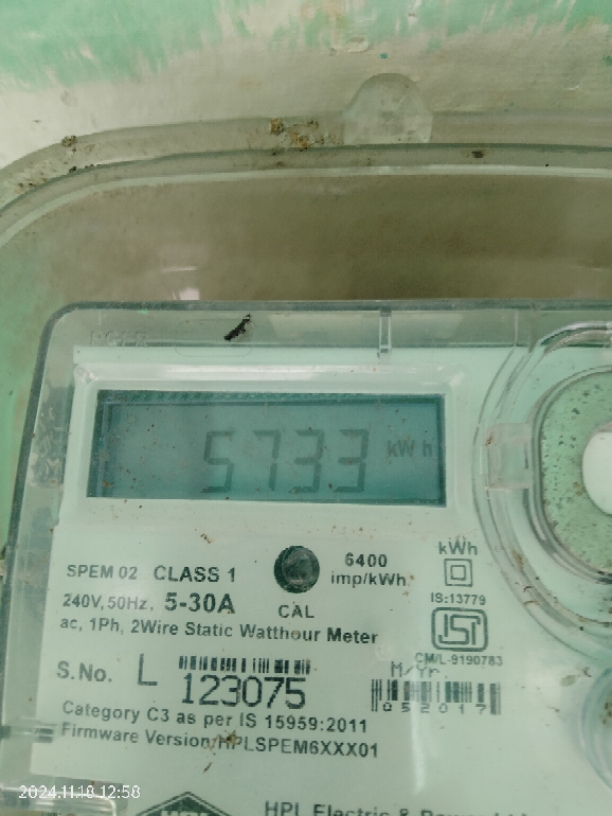 5733 kWh
SPEM 02 CLASS 1
6400
imp/kWh
kWh
240V, 50Hz, 5-30A
CAL
IS:13779
ac, 1Ph, 2Wire Static Watthour Meter
ISI
CM/L-9190783
S.No. L 123075
M/Yr.
052017
Category C3 as per IS 15959:2011
Firmware Version/HPLSPEM6XXX01
HPL Electric & Power
2024.11.18 12:58